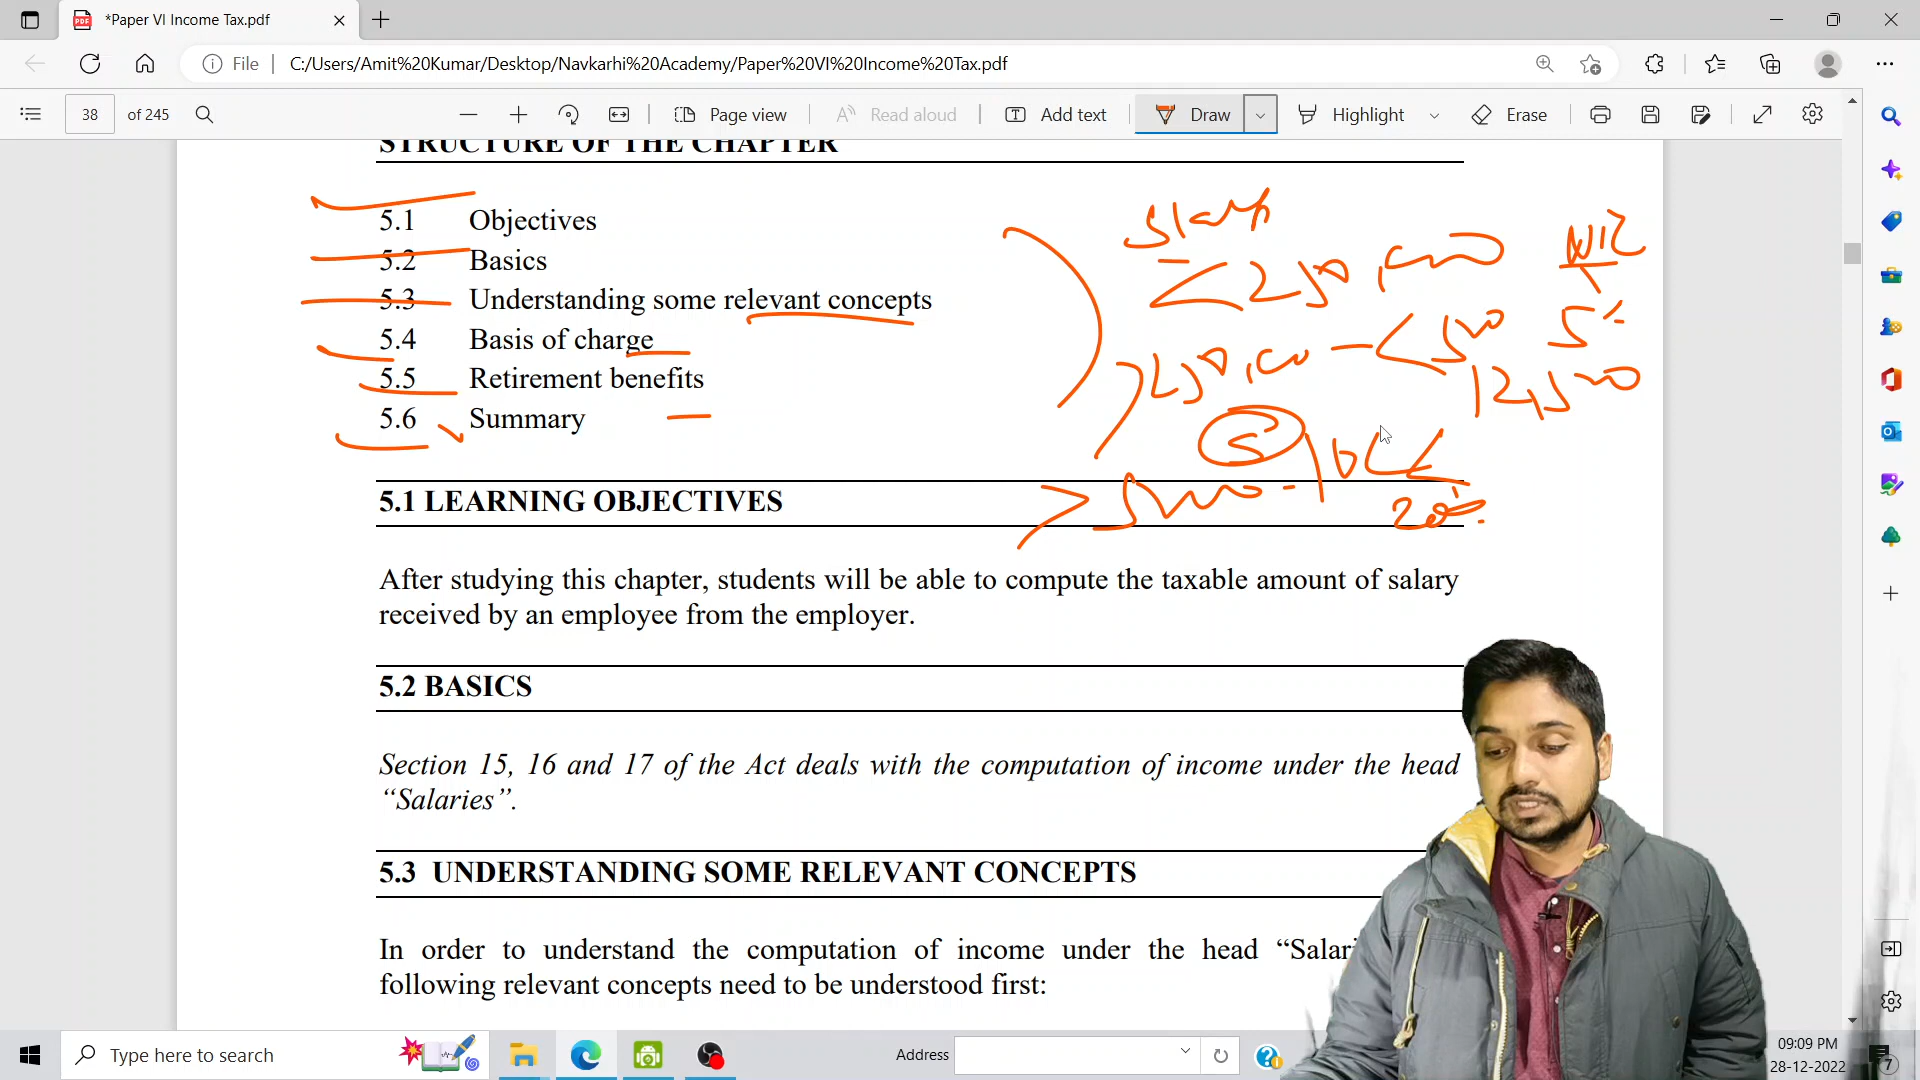 *Paper VI Income Tax.pdf
File
C:/Users/Amit%20Kumar/Desktop/Navkarhi%20Academy/Paper%20VI%20Income%20Tax.pdf
38 of 245
Page view
Read aloud
Add text
Draw
Highlight
Erase
STRUCTURE OF THE CHAPTER
5.1 Objectives
5.2 Basics
5.3 Understanding some relevant concepts
5.4 Basis of charge
5.5 Retirement benefits
5.6 Summary
5.1 LEARNING OBJECTIVES
After studying this chapter, students will be able to compute the taxable amount of salary
received by an employee from the employer.
5.2 BASICS
Section 15, 16 and 17 of the Act deals with the computation of income under the head
“Salaries”.
5.3 UNDERSTANDING SOME RELEVANT CONCEPTS
In order to understand the computation of income under the head
following relevant concepts need to be understood first:
Type here to search
Address
09:09 PM
28-12-2022
7